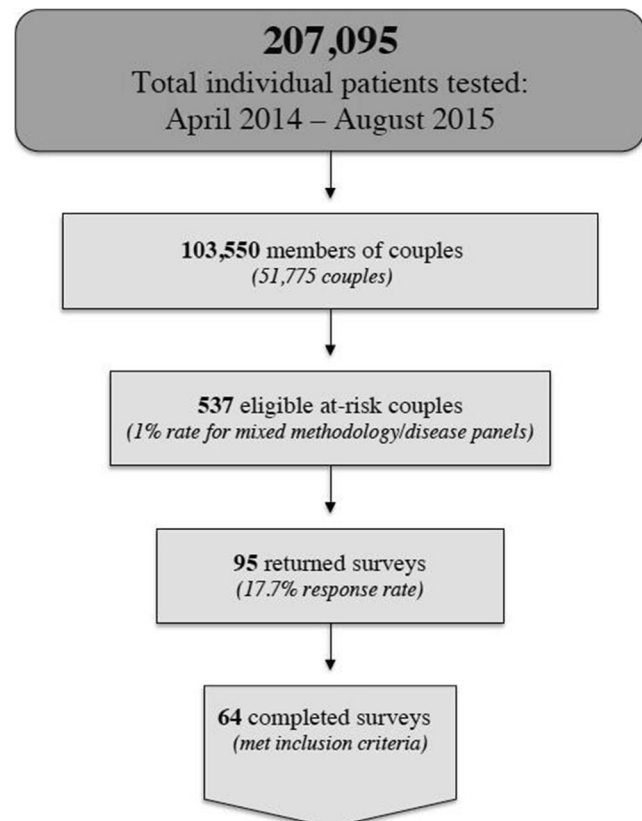 207,095
Total individual patients tested:
April 2014 – August 2015
103,550 members of couples
(51,775 couples)
537 eligible at-risk couples
(1% rate for mixed methodology/disease panels)
95 returned surveys
(17.7% response rate)
64 completed surveys
(met inclusion criteria)